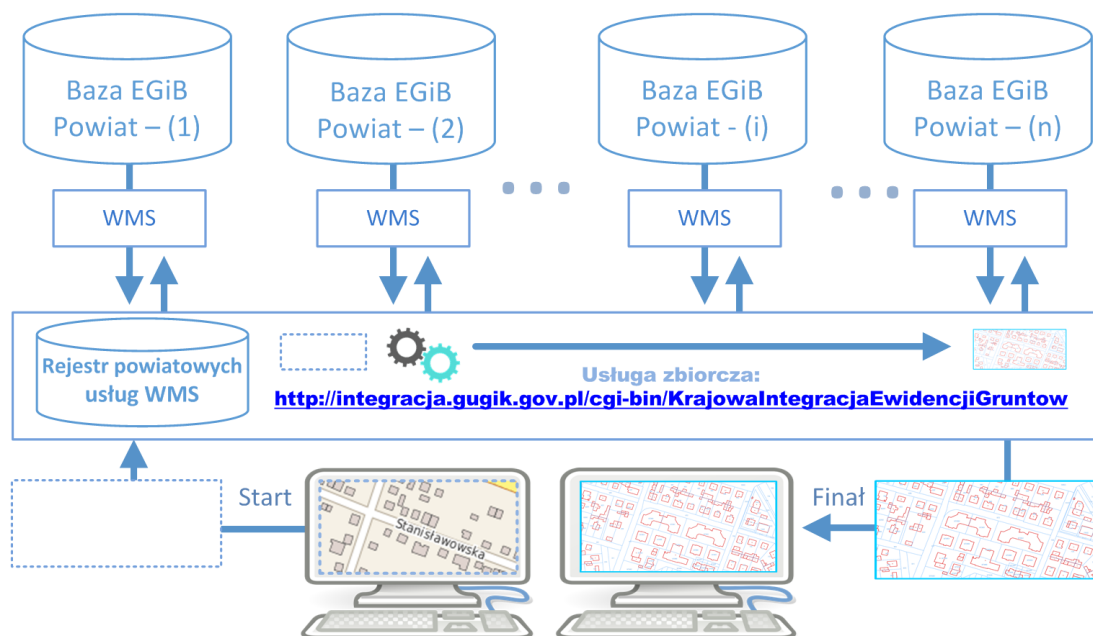 Baza EGiB
Powiat – (1)
Baza EGiB
Powiat – (2)
Baza EGiB
Powiat - (i)
Baza EGiB
Powiat – (n)
WMS
WMS
WMS
WMS
Rejestr powiatowych
usług WMS
Usługa zbiorcza:
http://integracja.gugik.gov.pl/cgi-bin/KrajowaIntegracjaEwidencjiGruntow
Start
Stanisławowska
Finał